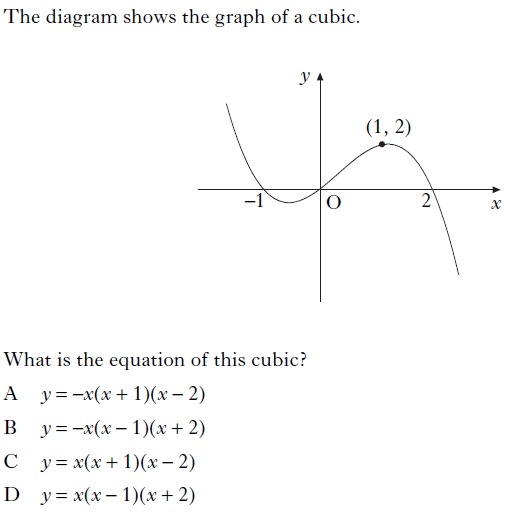 The diagram shows the graph of a cubic.
y
(1, 2)
–1
O
2
x
What is the equation of this cubic?
A y = –x(x + 1)(x – 2)
B y = –x(x – 1)(x + 2)
C y = x(x + 1)(x – 2)
D y = x(x – 1)(x + 2)